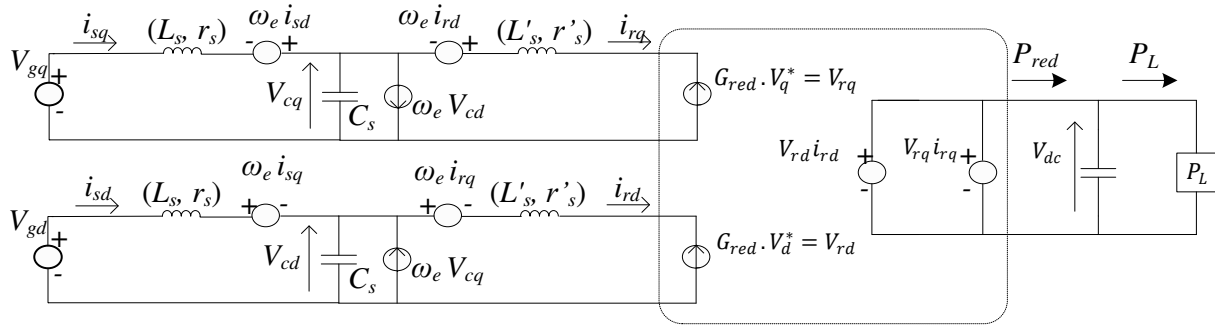 i_sq (L_s, r_s) ω_e i_sd ω_e i_rd (L'_s, r'_s) i_rq
- + - +
V_gq + -
V_cq C_s ω_e V_cd
G_red . V_q^* = V_rq
P_red P_L
V_rd i_rd + - V_rq i_rq + - V_dc P_L
i_sd (L_s, r_s) ω_e i_sq ω_e i_rq (L'_s, r'_s) i_rd
+ - + -
V_gd + -
V_cd C_s ω_e V_cq
G_red . V_d^* = V_rd